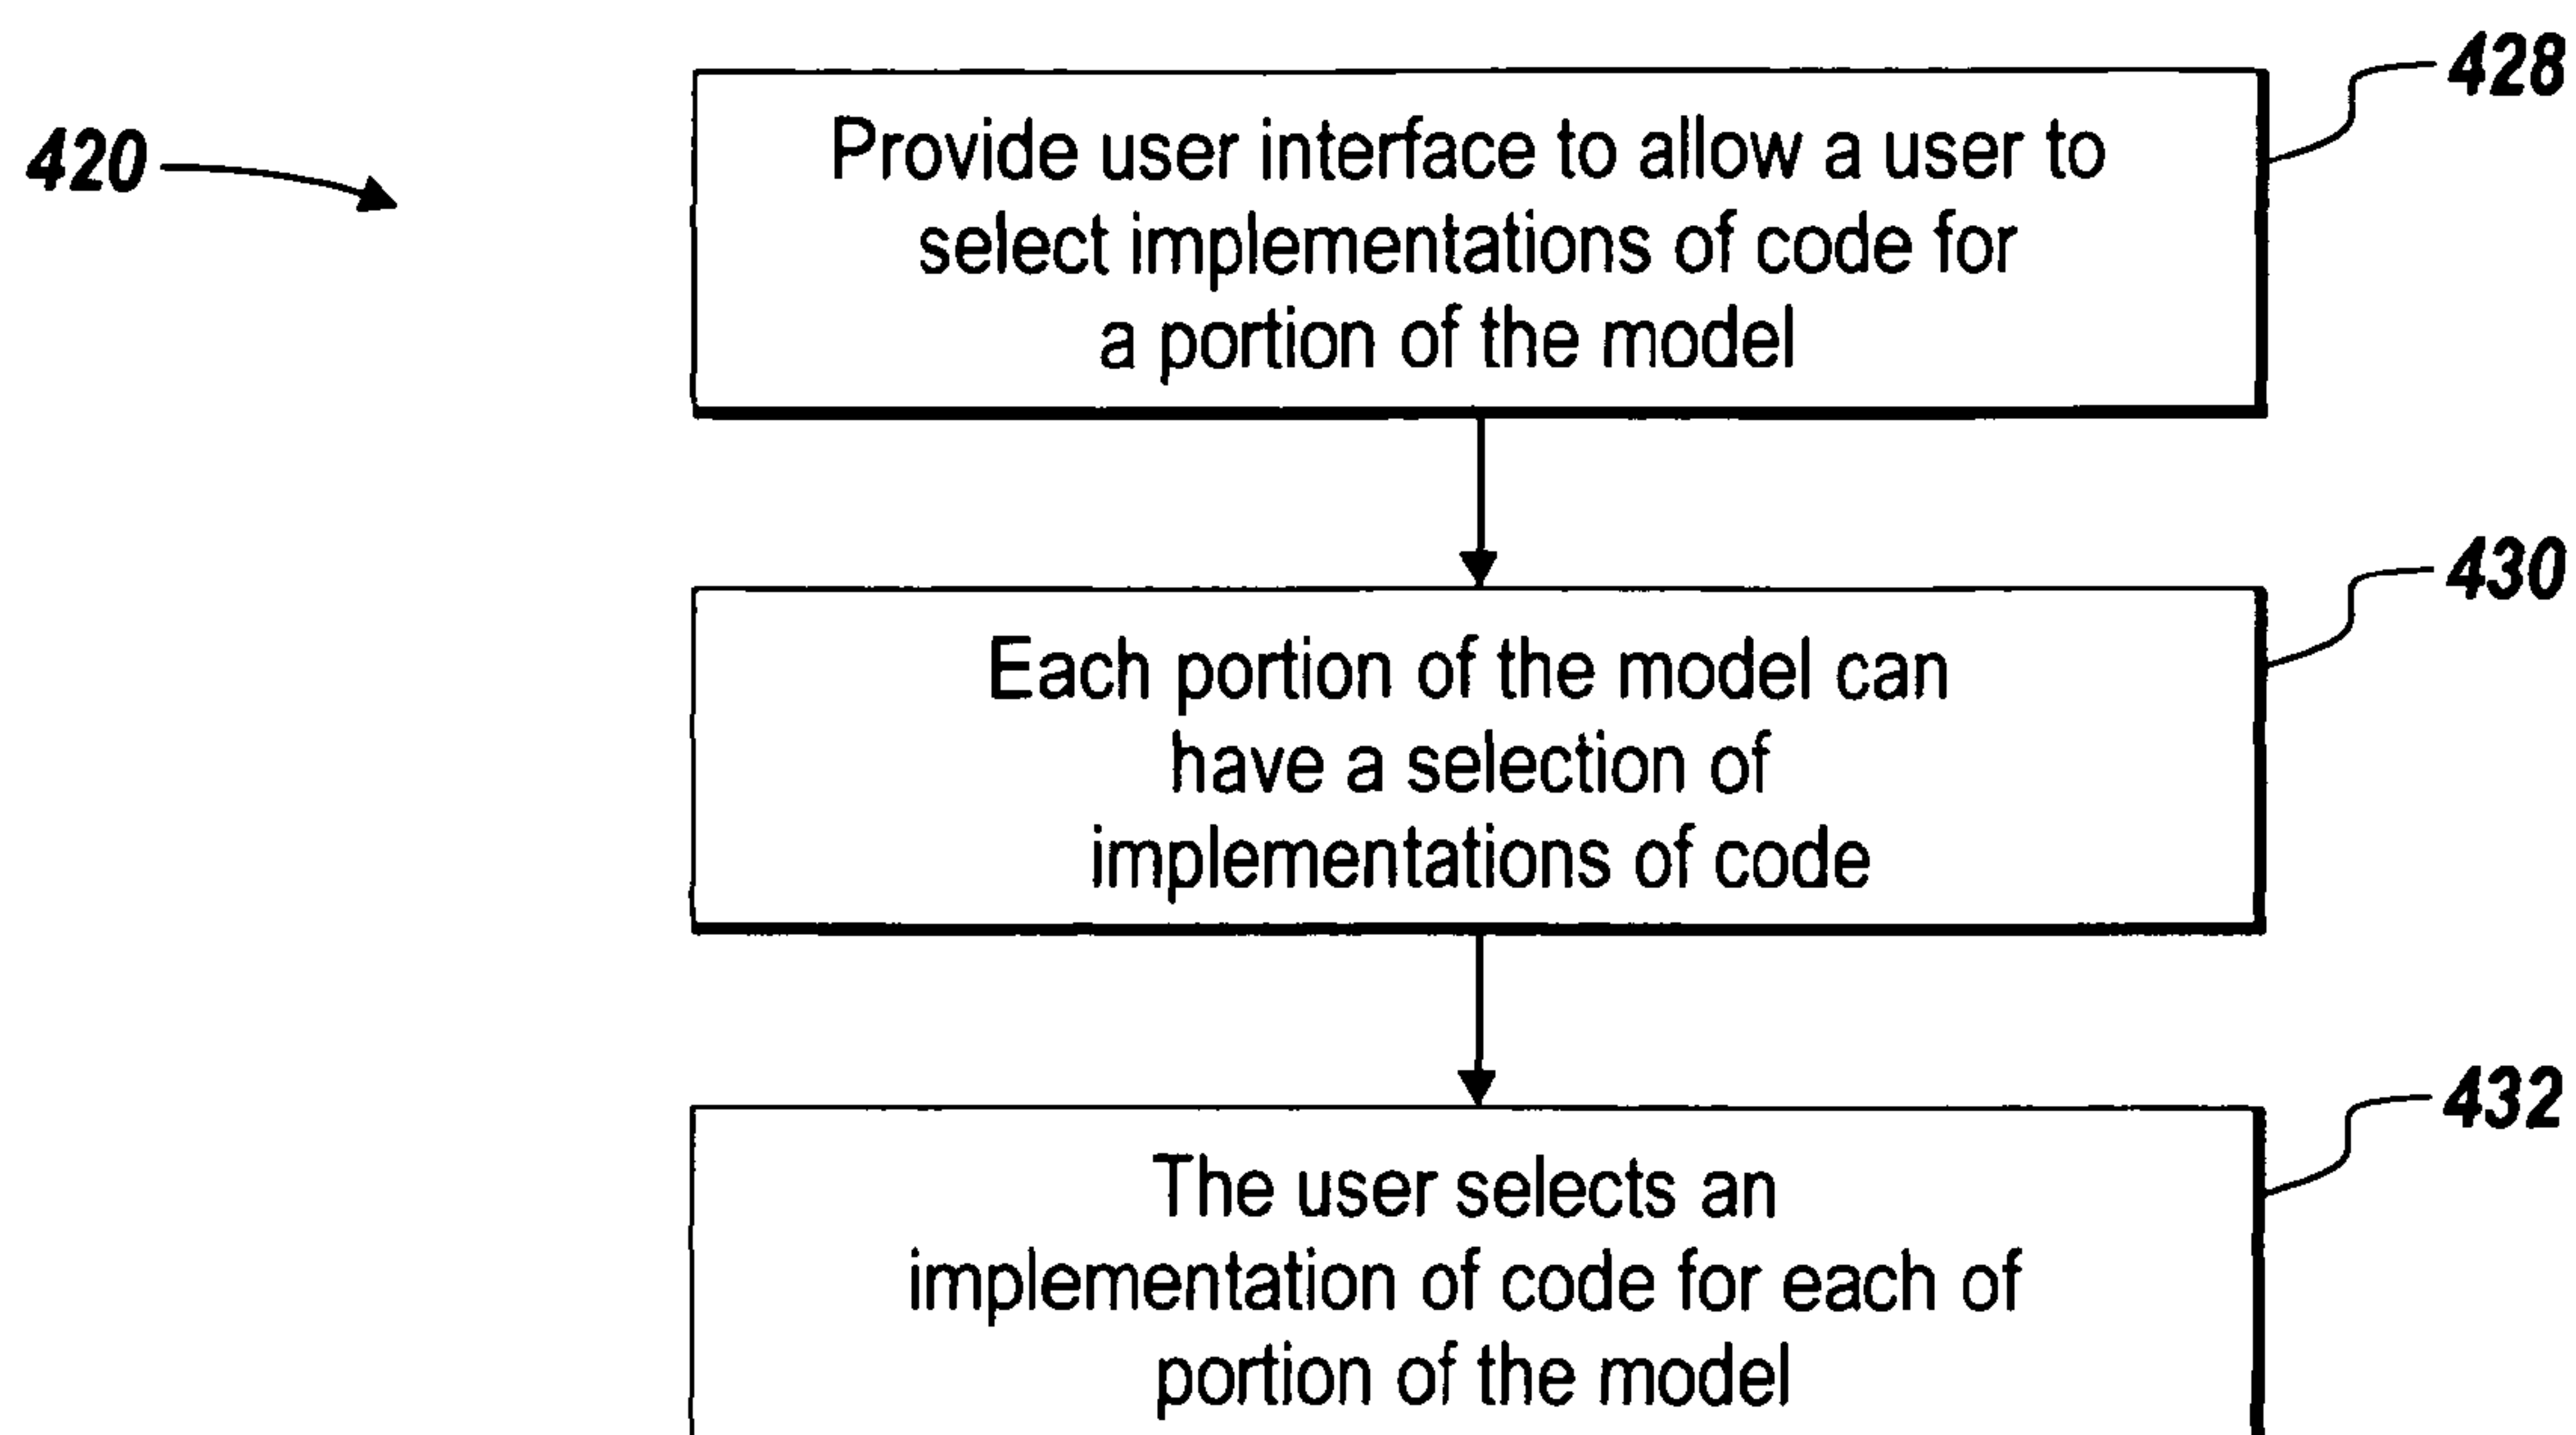 428
420
Provide user interface to allow a user to
select implementations of code for
a portion of the model
430
Each portion of the model can
have a selection of
implementations of code
432
The user selects an
implementation of code for each of
portion of the model